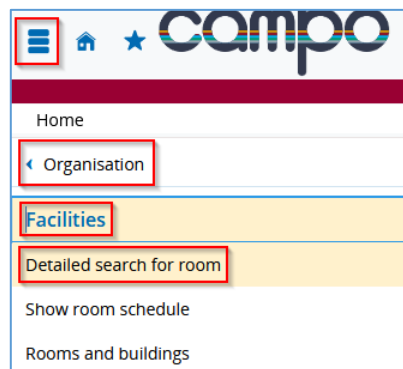 campo
Home
Organisation
Facilities
Detailed search for room
Show room schedule
Rooms and buildings